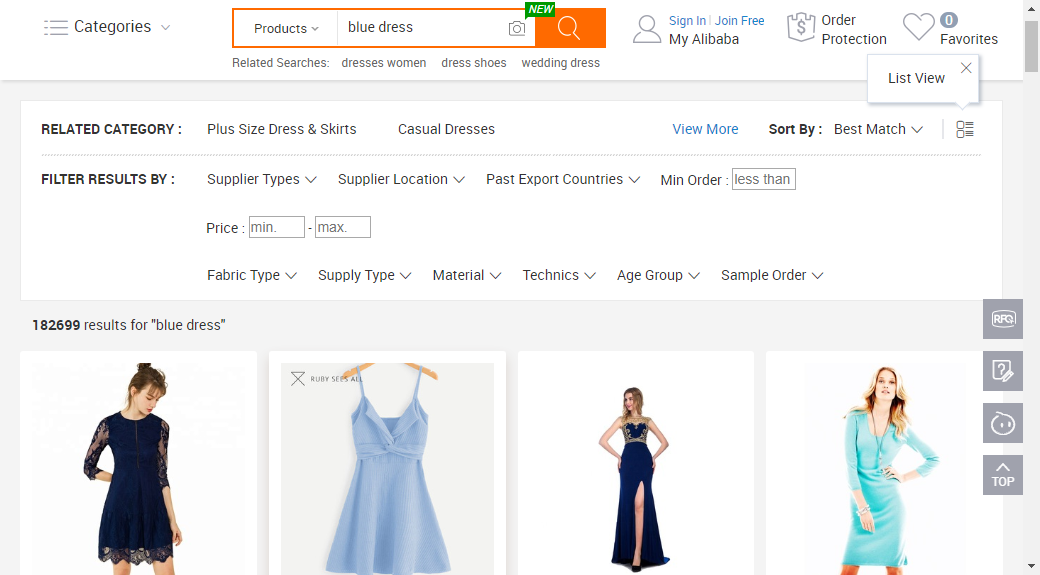 Categories
Products
blue dress
NEW
Sign In | Join Free
My Alibaba
Order
Protection
0
Favorites
Related Searches: dresses women dress shoes wedding dress
List View
RELATED CATEGORY : Plus Size Dress & Skirts Casual Dresses View More Sort By : Best Match
FILTER RESULTS BY : Supplier Types Supplier Location Past Export Countries Min Order : less than
Price : min. - max.
Fabric Type Supply Type Material Technics Age Group Sample Order
182699 results for "blue dress"
RFQ
RUBY SEES ALL
TOP